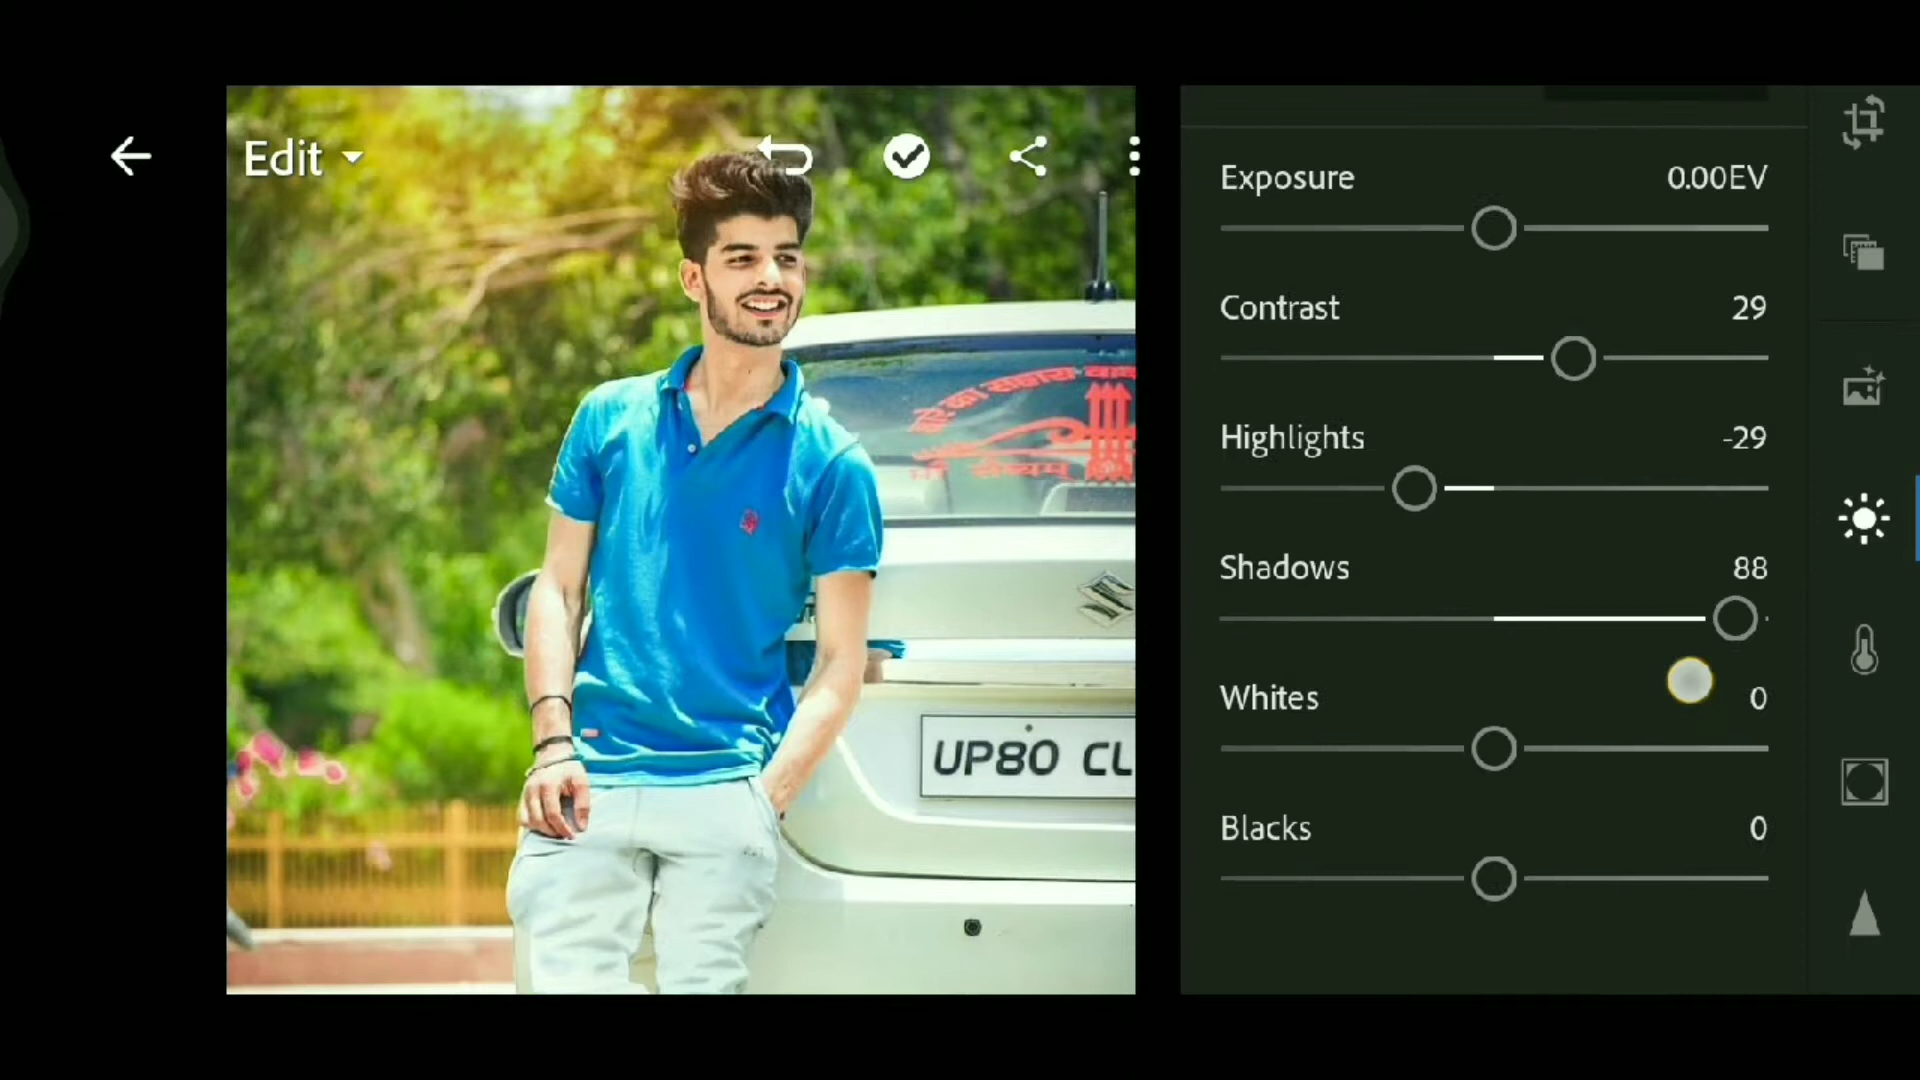 Edit
Exposure 0.00EV
Contrast 29
Highlights -29
Shadows 88
Whites 0
Blacks 0
UP80 CL